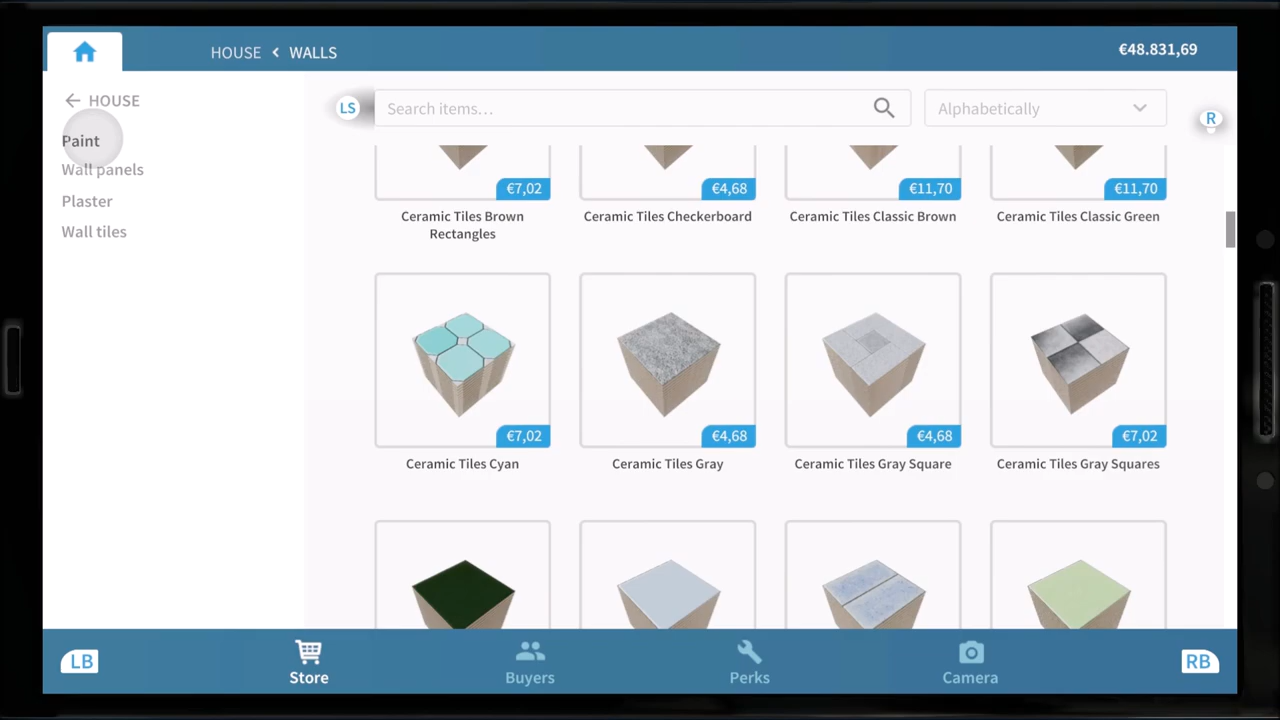 HOUSE < WALLS
€48.831,69
HOUSE
Paint
Wall panels
Plaster
Wall tiles
LS
Search items...
Alphabetically
R
€7,02
€4,68
€11,70
€11,70
Ceramic Tiles Brown
Rectangles
Ceramic Tiles Checkerboard
Ceramic Tiles Classic Brown
Ceramic Tiles Classic Green
€7,02
€4,68
€4,68
€7,02
Ceramic Tiles Cyan
Ceramic Tiles Gray
Ceramic Tiles Gray Square
Ceramic Tiles Gray Squares
LB
Store
Buyers
Perks
Camera
RB